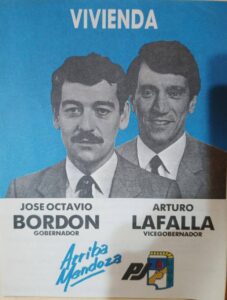 VIVIENDA
JOSE OCTAVIO
BORDON
GOBERNADOR
ARTURO
LAFALLA
VICEGOBERNADOR
Arriba
Mendoza
PJ